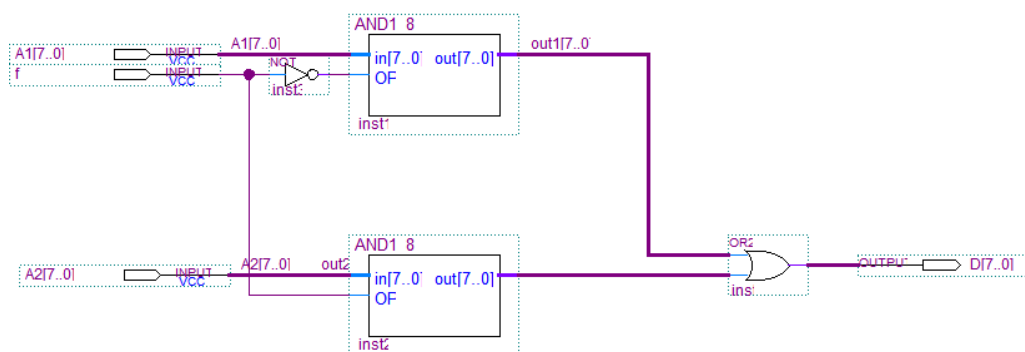 AND1_8
A1[7..0]
INPUT
VCC
A1[7..0]
in[7..0]
out[7..0]
out1[7..0]
f
INPUT
VCC
NOT
OF
inst3
inst1
AND1_8
OR2
A2[7..0]
INPUT
VCC
A2[7..0]
out2
in[7..0]
out[7..0]
OUTPUT
D[7..0]
OF
inst
inst2